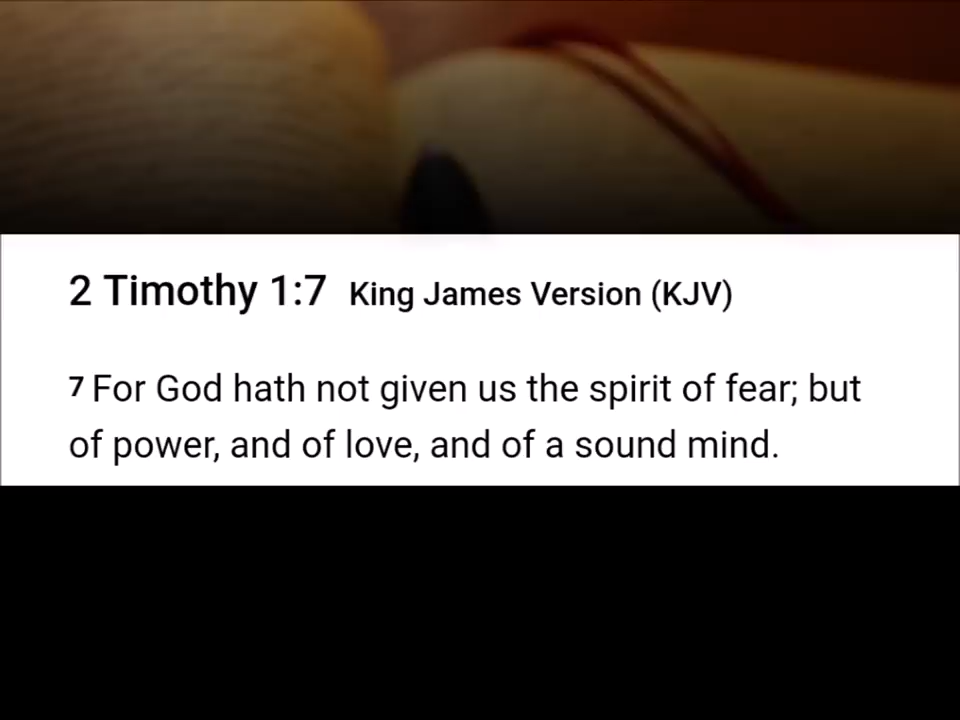 2 Timothy 1:7 King James Version (KJV)
7 For God hath not given us the spirit of fear; but
of power, and of love, and of a sound mind.